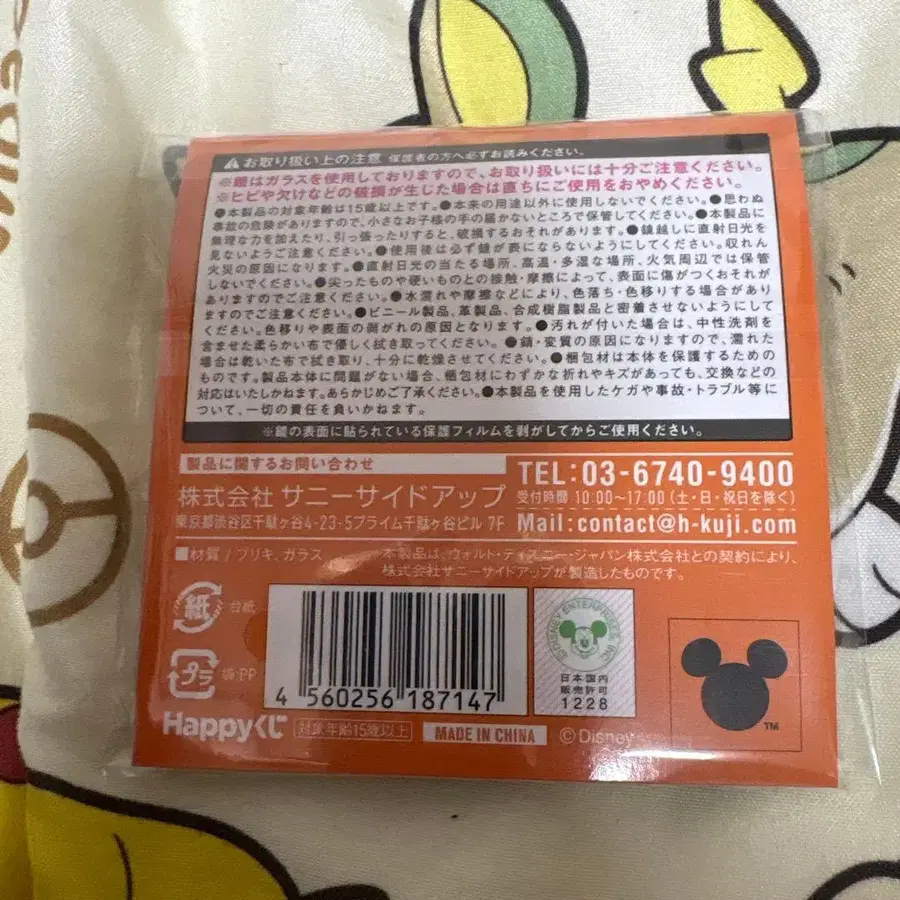 ⚠お取り扱い上の注意 保護者の方へ必ずお読みください。
※鏡はガラスを使用しておりますので、お取り扱いには十分ご注意ください。
※ヒビや欠けなどの破損が生じた場合は直ちにご使用をおやめください。
●本製品の対象年齢は15歳以上です。●本来の用途以外に使用しないでください。●思わぬ
事故の危険がありますので、小さなお子様の手の届かないところで保管してください。●本製品に
無理な力を加えたり、引っ張ったりすると、破損するおそれがあります。●鏡越しに直射日光を
見ないようご注意ください。●使用後は必ず鏡が表にならないようにしてください。収れん
火災の原因になります。●直射日光の当たる場所、高温・多湿な場所、火気周辺では保管
しないでください。●尖ったものや硬いものとの接触・摩擦によって、表面に傷がつくおそれが
ありますのでご注意ください。●水濡れや摩擦などにより、色落ち・色移りする場合があり
ますのでご注意ください。●ビニール製品、革製品、合成樹脂製品と密着させないようにして
ください。色移りや表面の剥がれの原因となります。●汚れが付いた場合は、中性洗剤を
含ませた柔らかい布で優しく拭き取ってください。●錆・変質の原因になりますので、濡れた
場合は乾いた布で拭き取り、十分に乾燥させてください。●梱包材は本体を保護するための
ものです。製品本体に問題がない場合、梱包材にわずかな折れやキズがあっても、交換などの
対応はいたしかねます。あらかじめご了承ください。●本製品を使用したケガや事故・トラブル等に
ついて、一切の責任を負いかねます。
※鏡の表面に貼られている保護フィルムを剥がしてからご使用ください。
製品に関するお問い合わせ
株式会社 サニーサイドアップ
東京都渋谷区千駄ヶ谷4-23-5プライム千駄ヶ谷ビル 7F
TEL:03-6740-9400
受付時間 10:00〜17:00(土・日・祝日を除く)
Mail:contact@h-kuji.com
■材質/ブリキ、ガラス
本製品は、ウォルト・ディズニー・ジャパン株式会社との契約により、
株式会社サニーサイドアップが製造したものです。
紙 台紙
プラ 袋:PP
4 560256 187147
©DISNEY ENTERPRISES INC.
日本国内
販売許可
1228
TM
Happyくじ
対象年齢15歳以上
MADE IN CHINA
©Disney